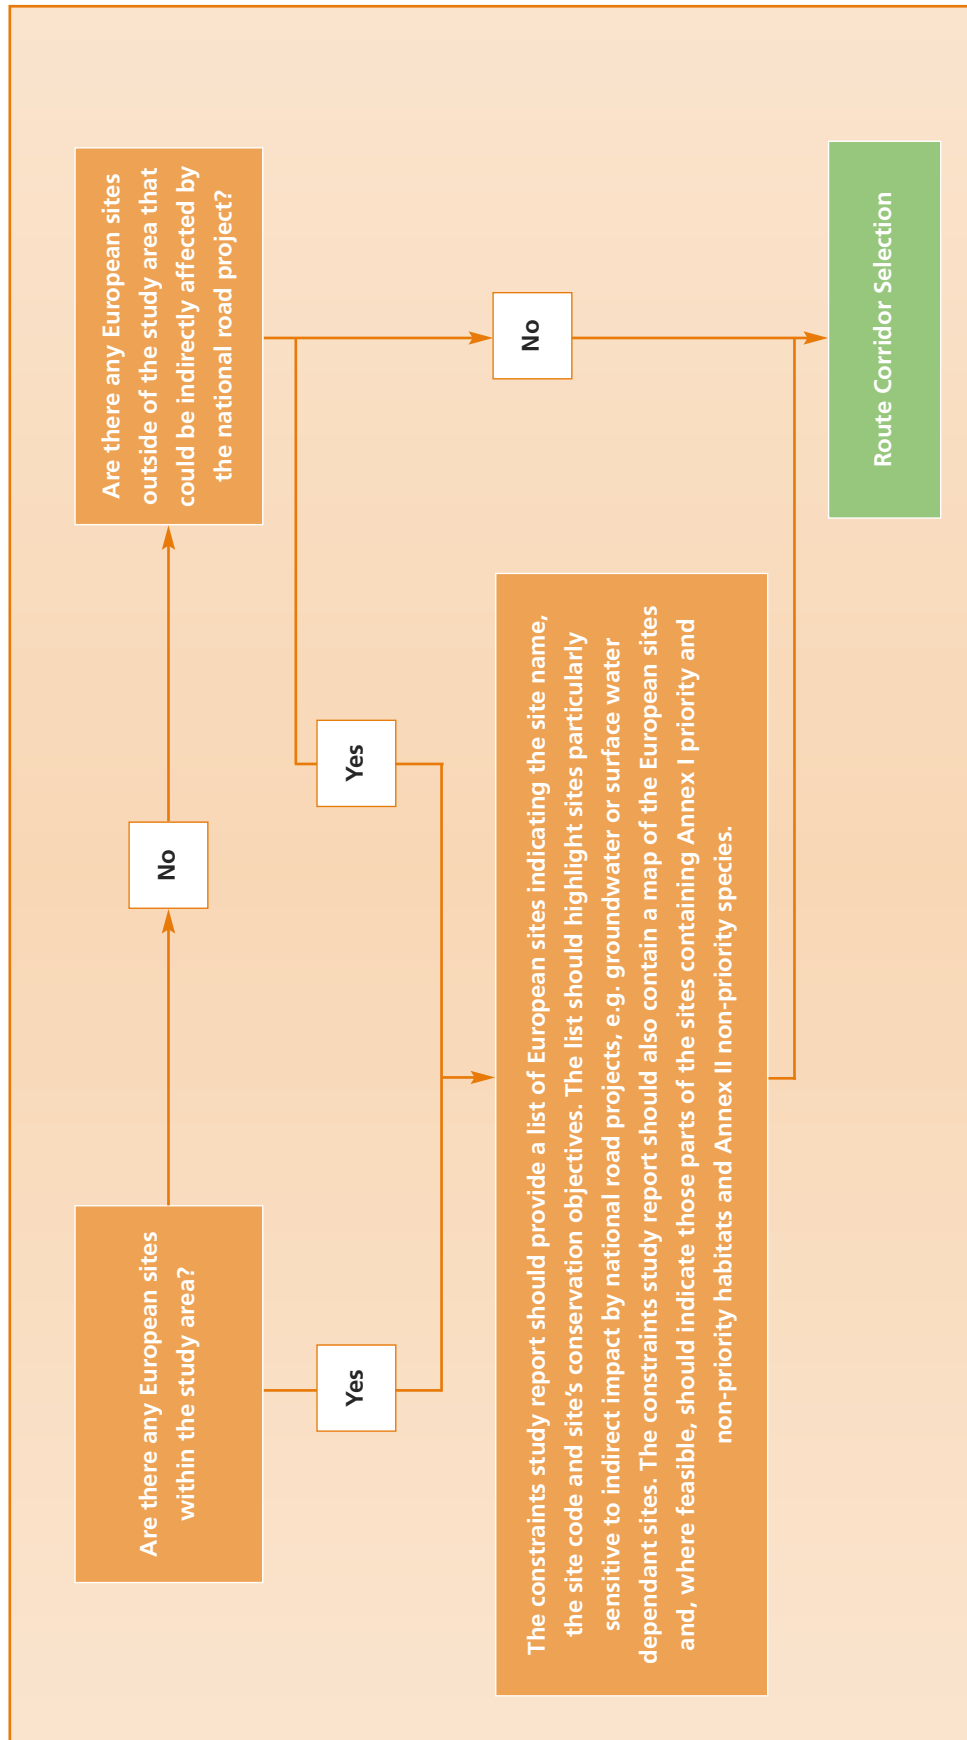 Are there any European sites
within the study area?
No
Are there any European sites
outside of the study area that
could be indirectly affected by
the national road project?
Yes
Yes
No
The constraints study report should provide a list of European sites indicating the site name,
the site code and site’s conservation objectives. The list should highlight sites particularly
sensitive to indirect impact by national road projects, e.g. groundwater or surface water
dependant sites. The constraints study report should also contain a map of the European sites
and, where feasible, should indicate those parts of the sites containing Annex I priority and
non-priority habitats and Annex II non-priority species.
Route Corridor Selection